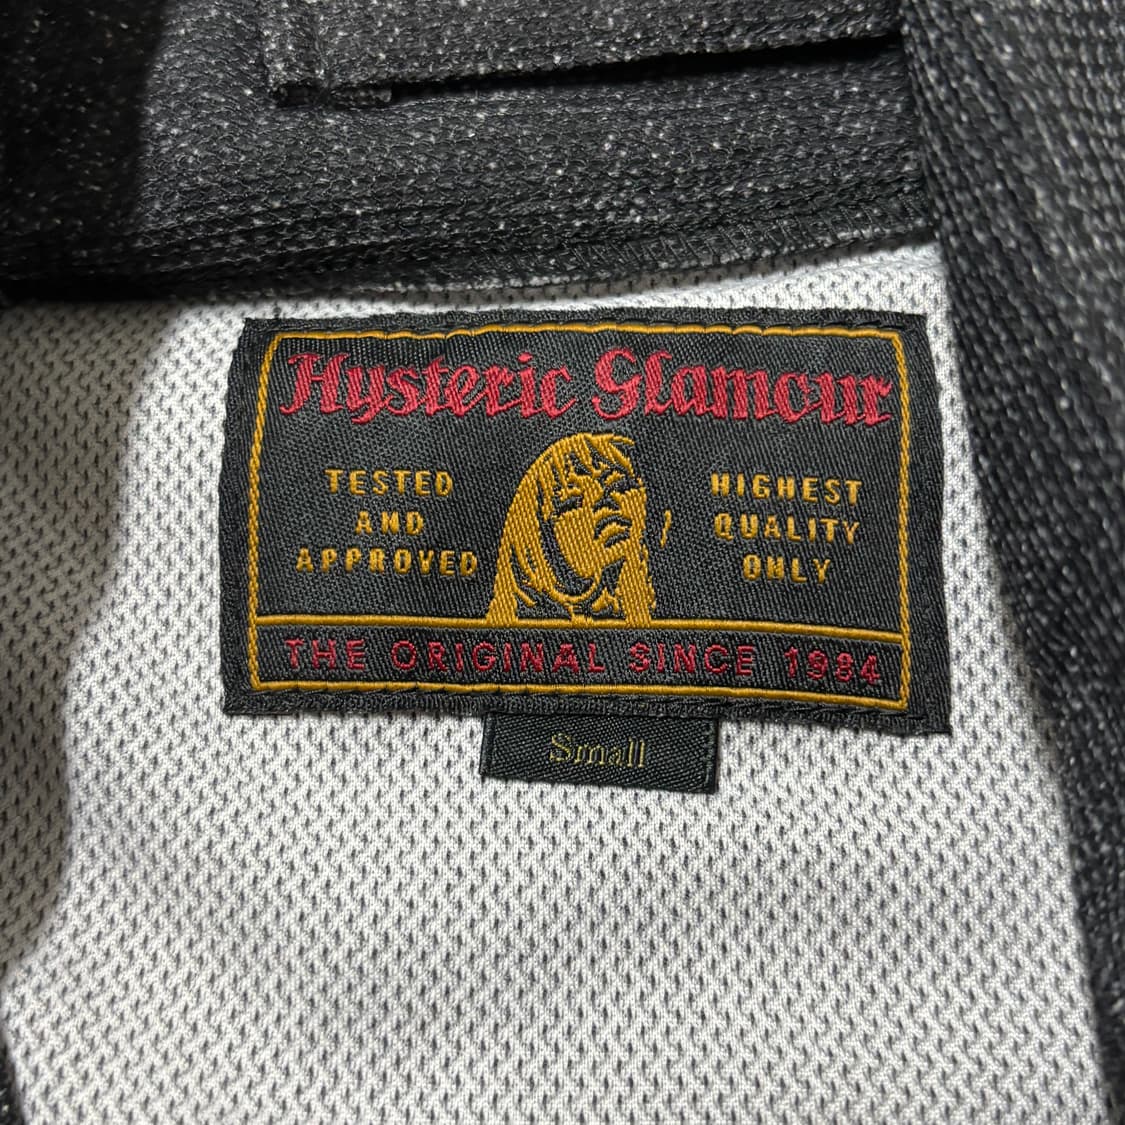 Hysteric Glamour
TESTED
AND
APPROVED
HIGHEST
QUALITY
ONLY
THE ORIGINAL SINCE 1984
Small